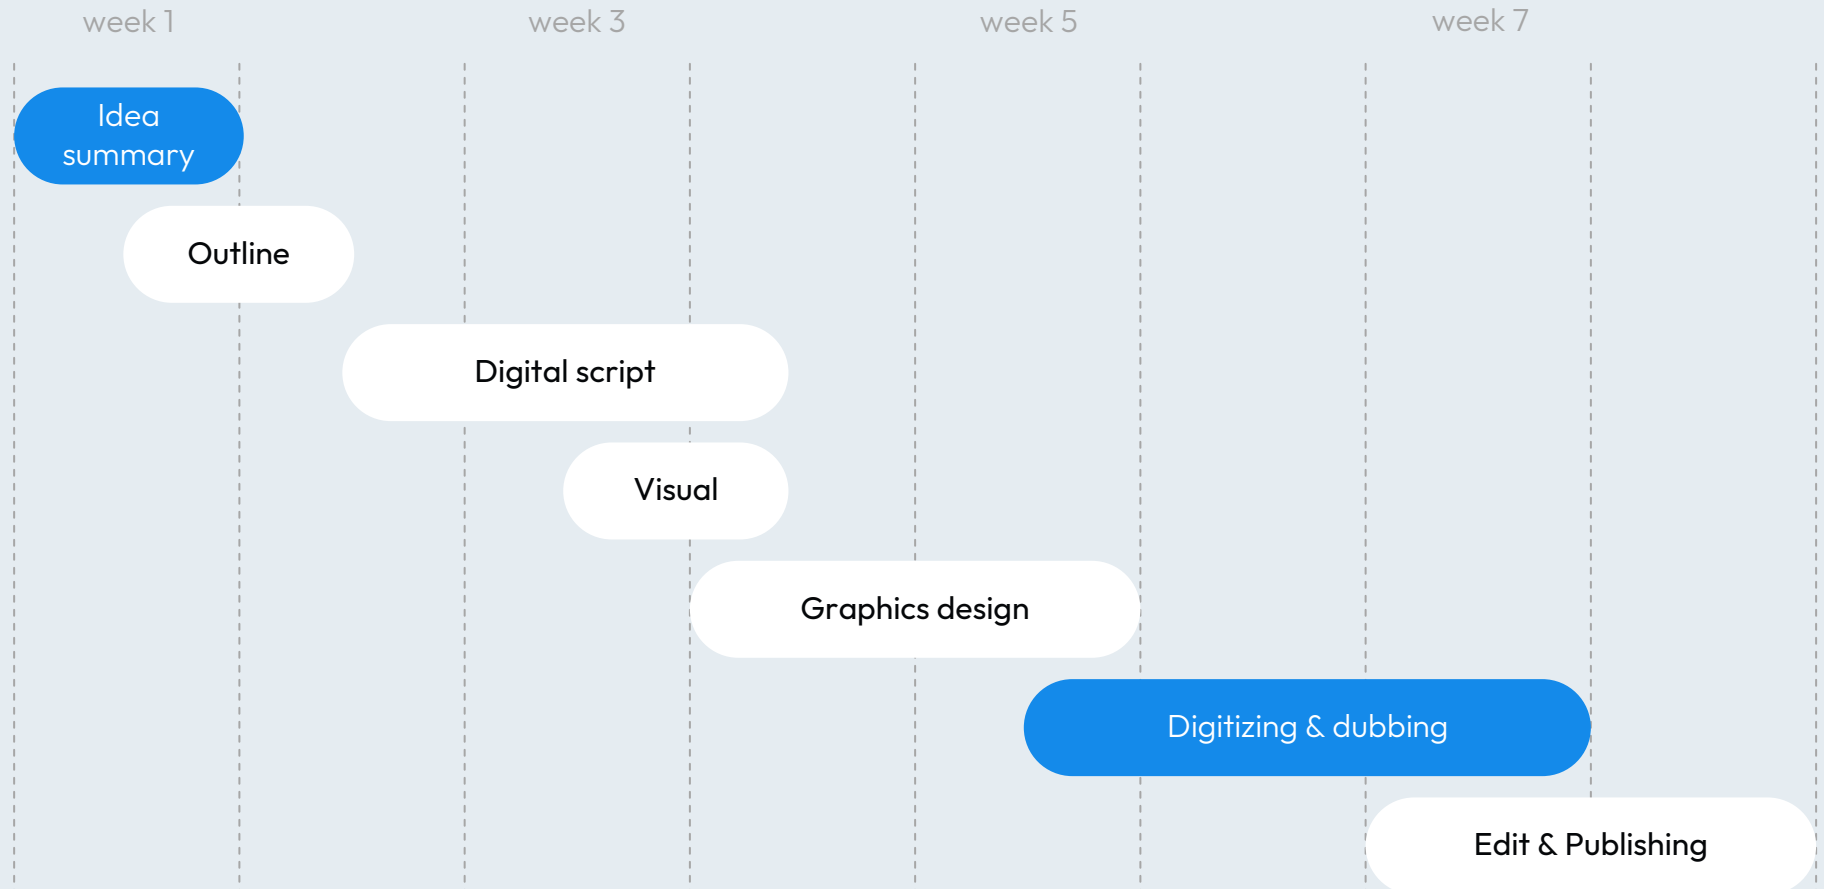 week 1
week 3
week 5
week 7
Idea
summary
Outline
Digital script
Visual
Graphics design
Digitizing & dubbing
Edit & Publishing